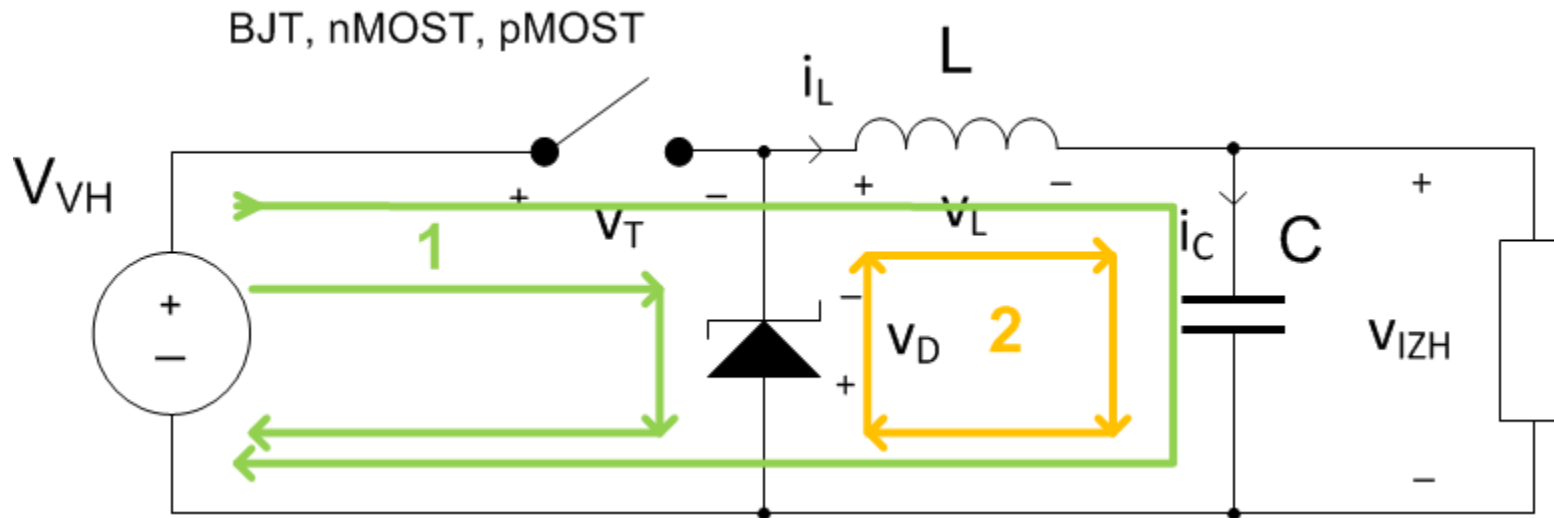 BJT, nMOST, pMOST
L
iL
VVH
+
–
+
–
+
vT
–
vL
1
iC
C
+
–
–
vD
2
vIZH
+
–